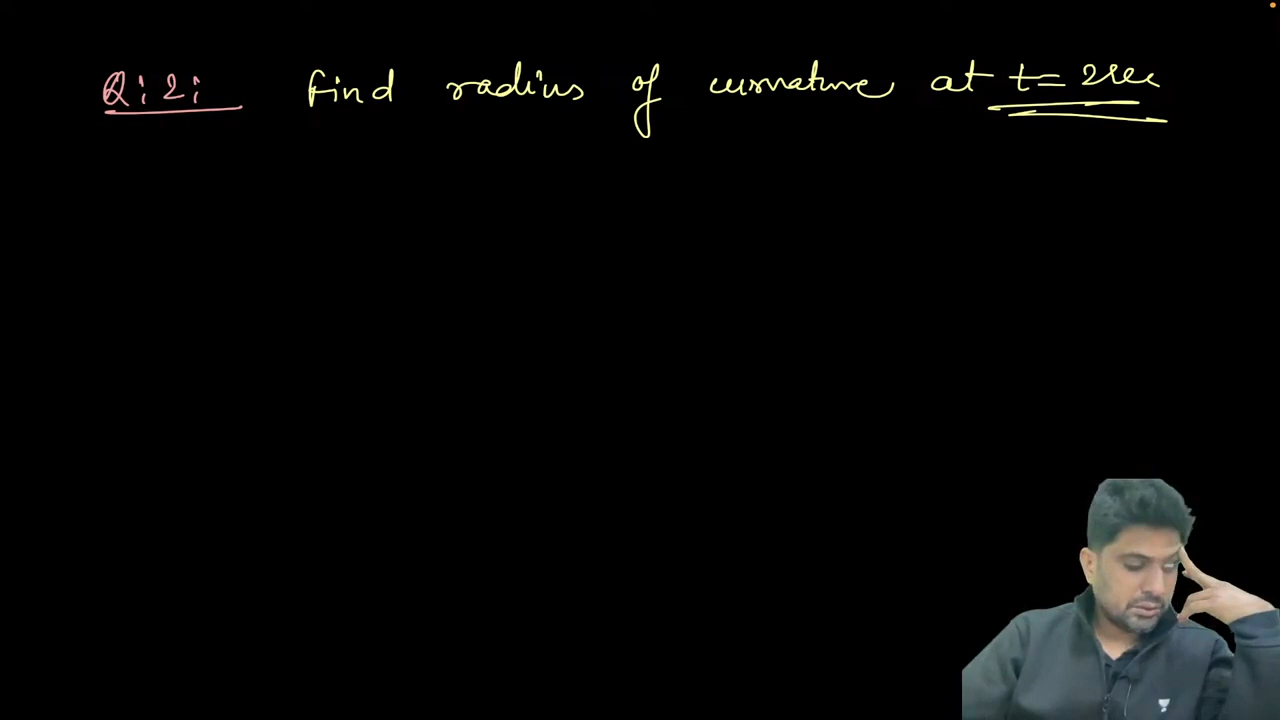 Q:2: Find radius of curvature at t = 2sec